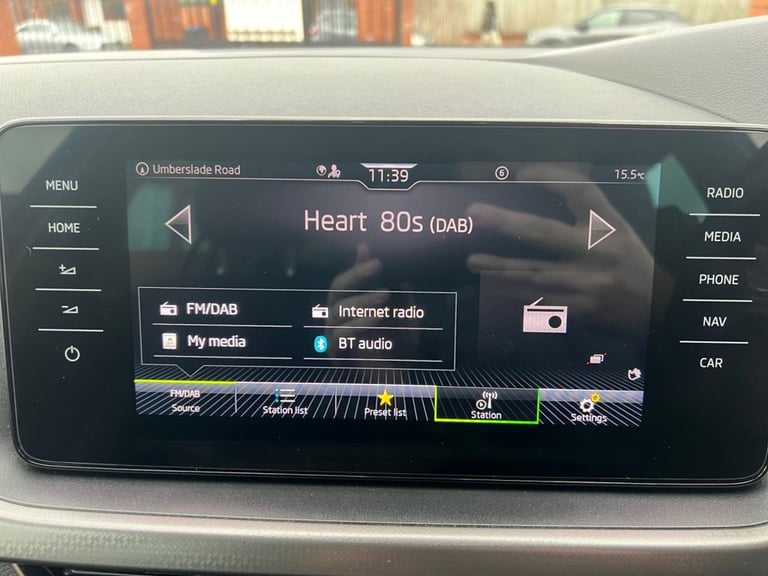 MENU
HOME
Umberslade Road
11:39
6
15.5°C
Heart 80s (DAB)
FM/DAB
Internet radio
My media
BT audio
FM/DAB
Source
Station list
Preset list
Station
Settings
RADIO
MEDIA
PHONE
NAV
CAR